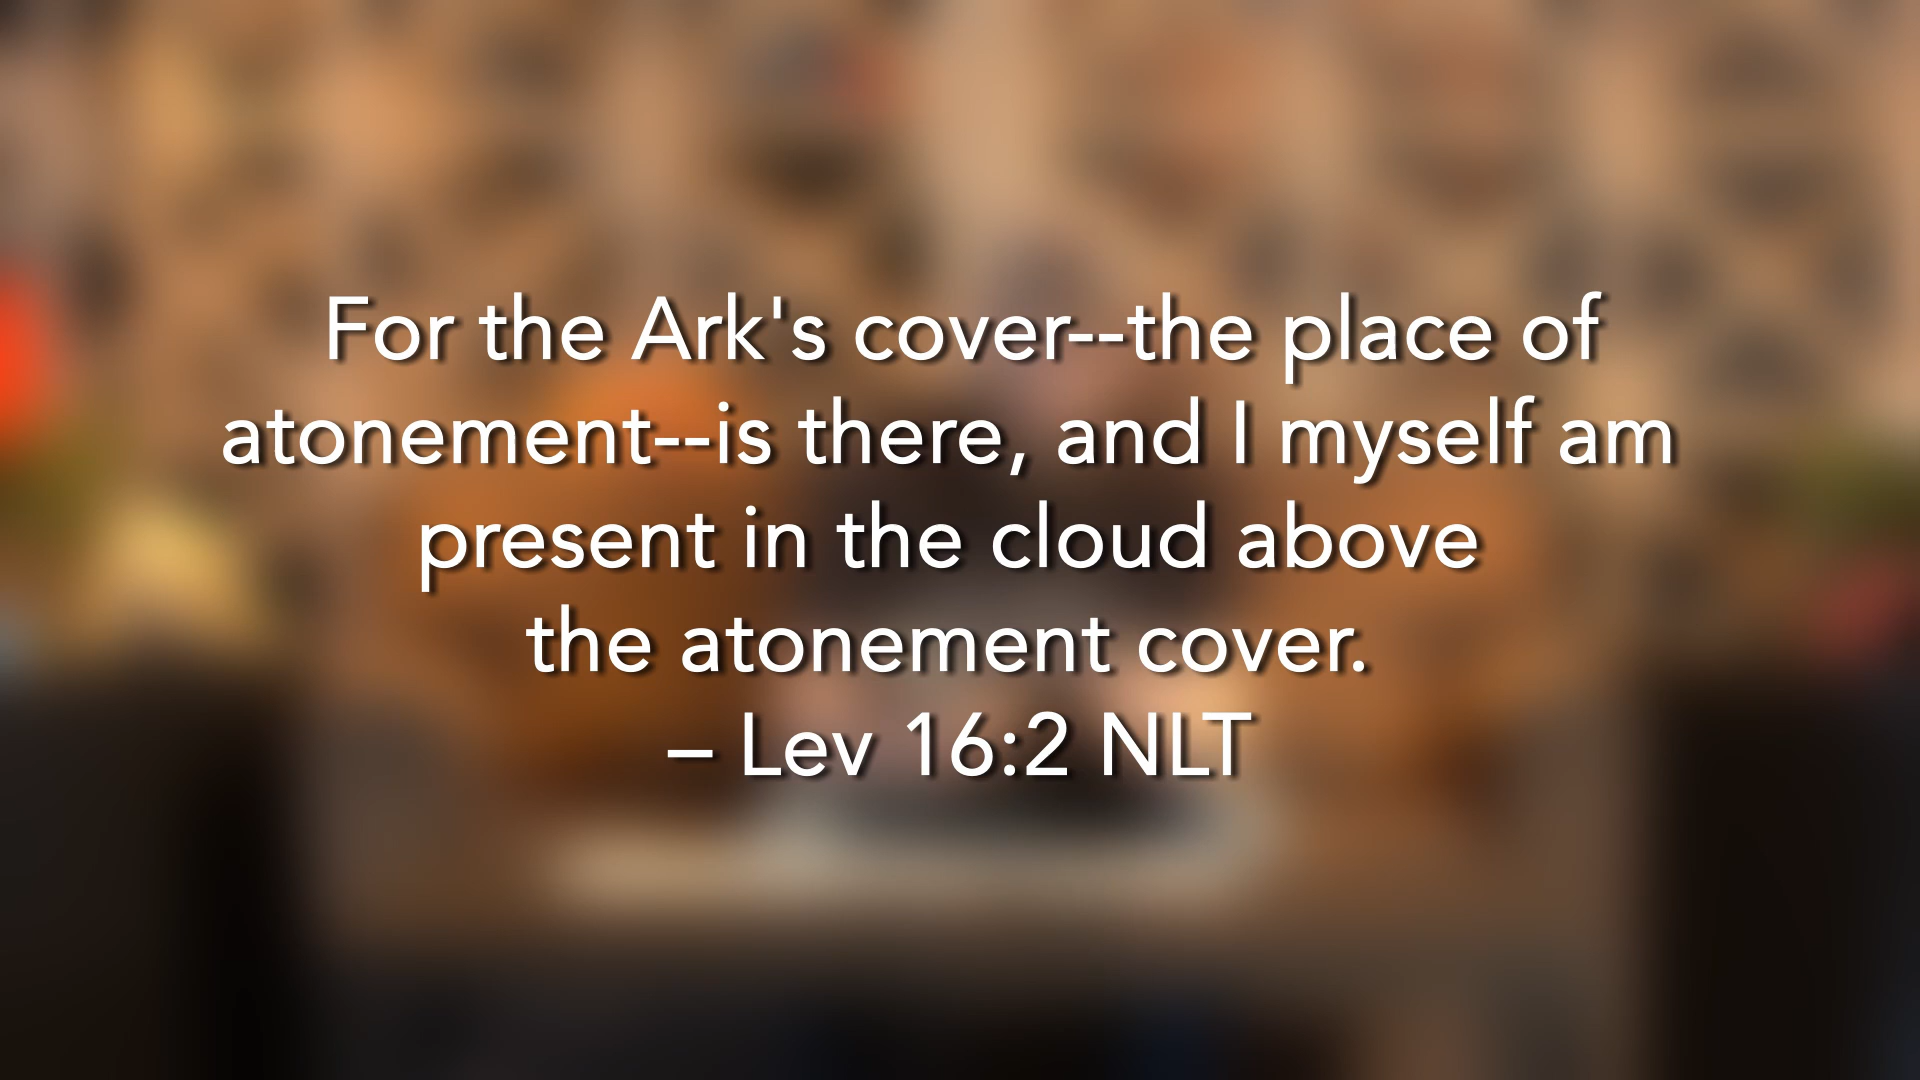 For the Ark's cover--the place of
atonement--is there, and I myself am
present in the cloud above
the atonement cover.
– Lev 16:2 NLT